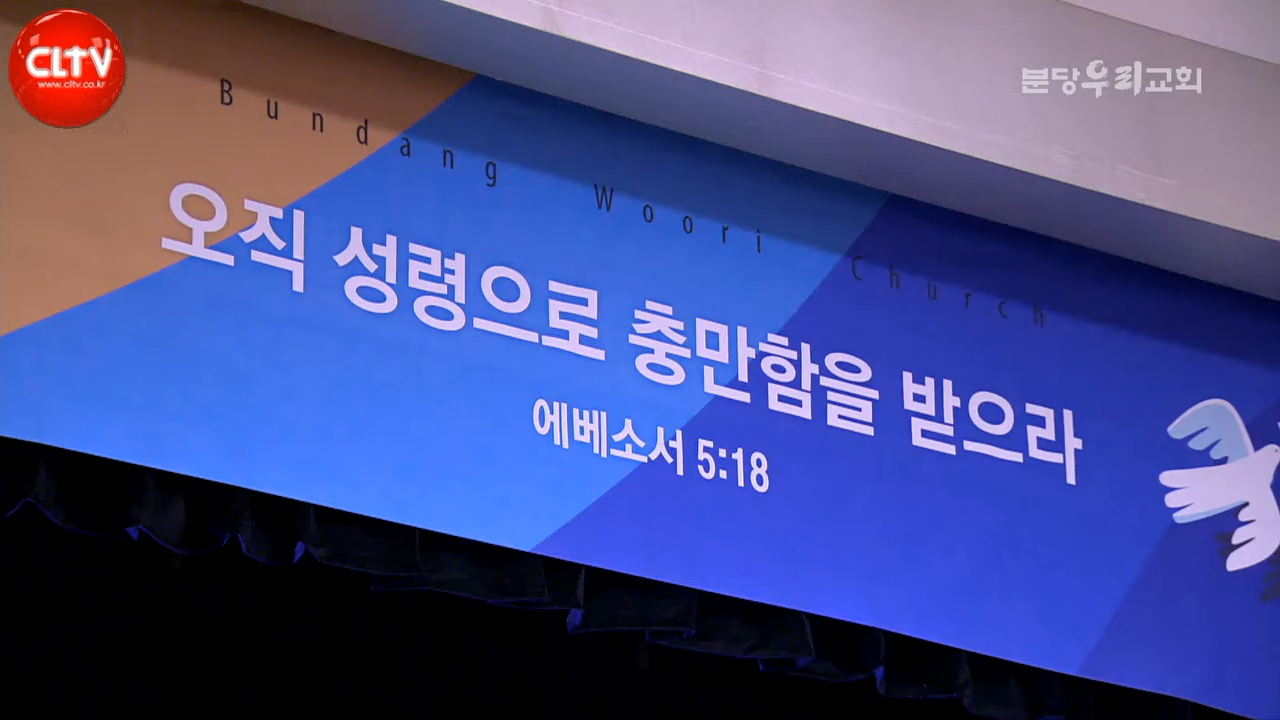 CLTV
www.cltv.co.kr
분당우리교회
Bundang Woori Church
오직 성령으로 충만함을 받으라
에베소서 5:18